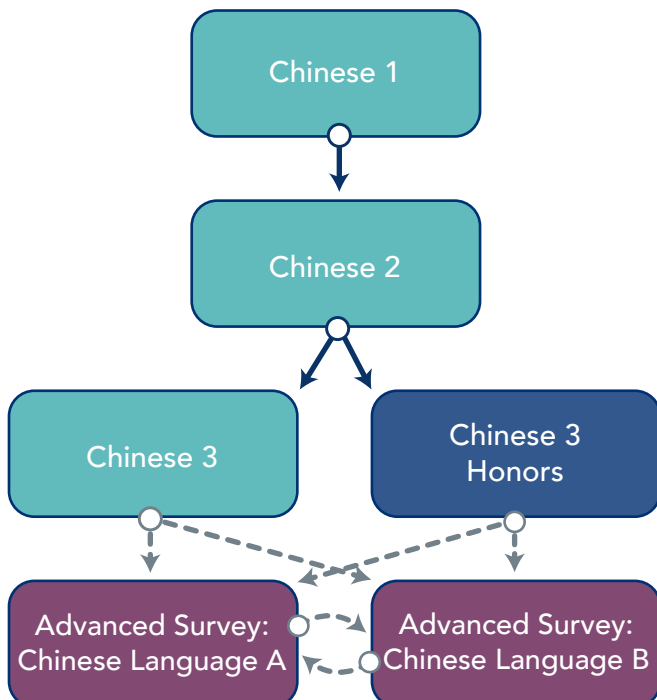 Chinese 1
Chinese 2
Chinese 3
Chinese 3
Honors
Advanced Survey:
Chinese Language A
Advanced Survey:
Chinese Language B